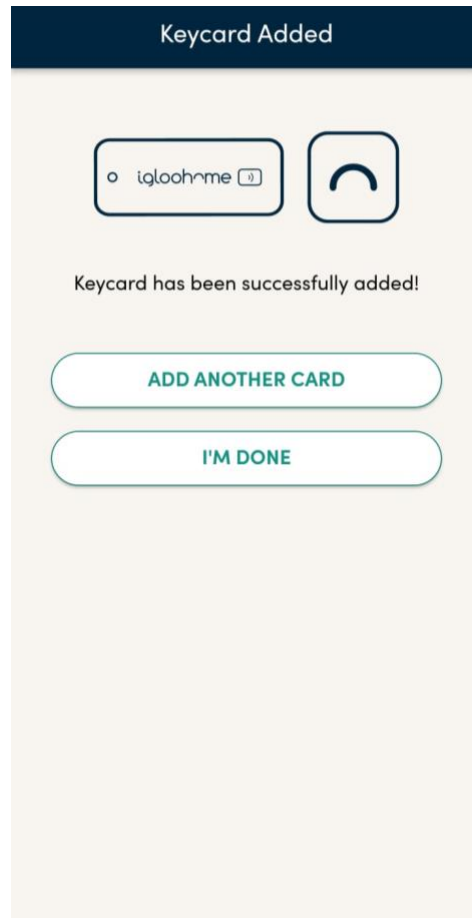 Keycard Added
igloohome
Keycard has been successfully added!
ADD ANOTHER CARD
I'M DONE